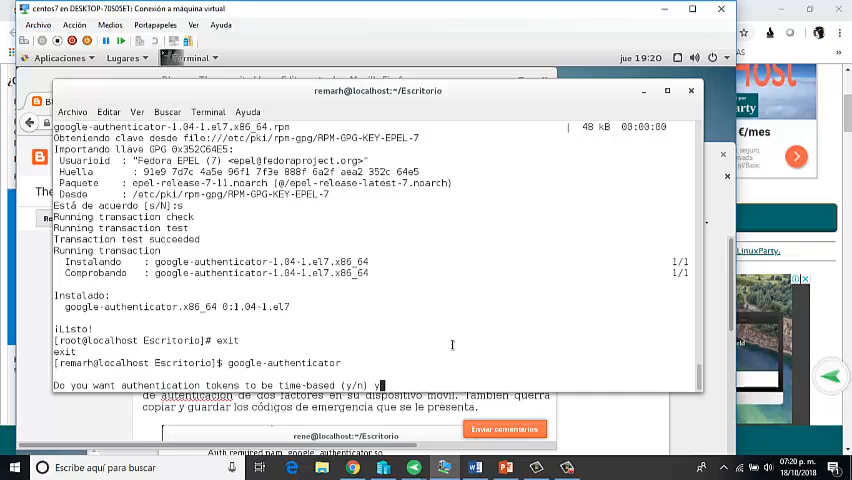 centos7 en DESKTOP-70S05ET: Conexión a máquina virtual
Archivo Acción Medios Portapapeles Ver Ayuda
Aplicaciones Lugares Terminal jue 19:20
remarh@localhost:~/Escritorio
Archivo Editar Ver Buscar Terminal Ayuda
google-authenticator-1.04-1.el7.x86_64.rpm | 48 kB 00:00:00
Obteniendo clave desde file:///etc/pki/rpm-gpg/RPM-GPG-KEY-EPEL-7
Importando llave GPG 0x352C64E5:
Usuarioid : "Fedora EPEL (7) <epel@fedoraproject.org>"
Huella : 91e9 7d7c 4a5e 96f1 7f3e 888f 6a2f aea2 352c 64e5
Paquete : epel-release-7-11.noarch (@/epel-release-latest-7.noarch)
Desde : /etc/pki/rpm-gpg/RPM-GPG-KEY-EPEL-7
Está de acuerdo [s/N]:s
Running transaction check
Running transaction test
Transaction test succeeded
Running transaction
Instalando : google-authenticator-1.04-1.el7.x86_64 1/1
Comprobando : google-authenticator-1.04-1.el7.x86_64 1/1
Instalado:
google-authenticator.x86_64 0:1.04-1.el7
¡Listo!
[root@localhost Escritorio]# exit
exit
[remarh@localhost Escritorio]$ google-authenticator
Do you want authentication tokens to be time-based (y/n) y
de autenticación de dos factores en su dispositivo móvil. También querrá
copiar y guardar los códigos de emergencia que se le presenta.
Enviar comentarios
rene@localhost:~/Escritorio
Auth required pam_google_authenticator.so
€/mes
LinuxParty.
Escribe aquí para buscar
07:20 p. m.
18/10/2018